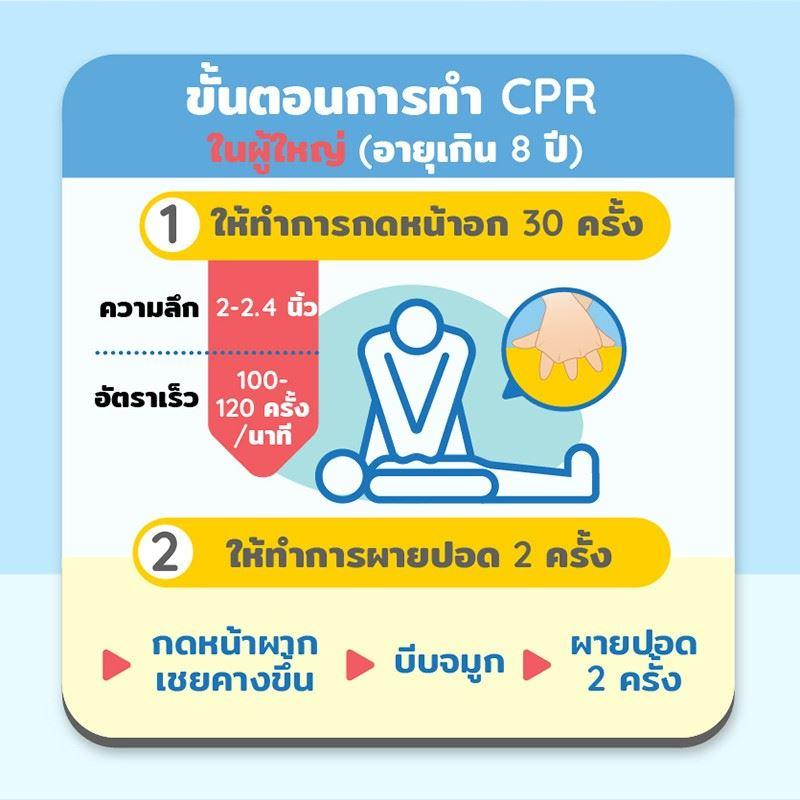 ขั้นตอนการทำ CPR
ในผู้ใหญ่ (อายุเกิน 8 ปี)
1 ให้ทำการกดหน้าอก 30 ครั้ง
ความลึก 2-2.4 นิ้ว
อัตราเร็ว 100-
120 ครั้ง
/นาที
2 ให้ทำการผายปอด 2 ครั้ง
กดหน้าผาก
เชยคางขึ้น
บีบจมูก
ผายปอด
2 ครั้ง